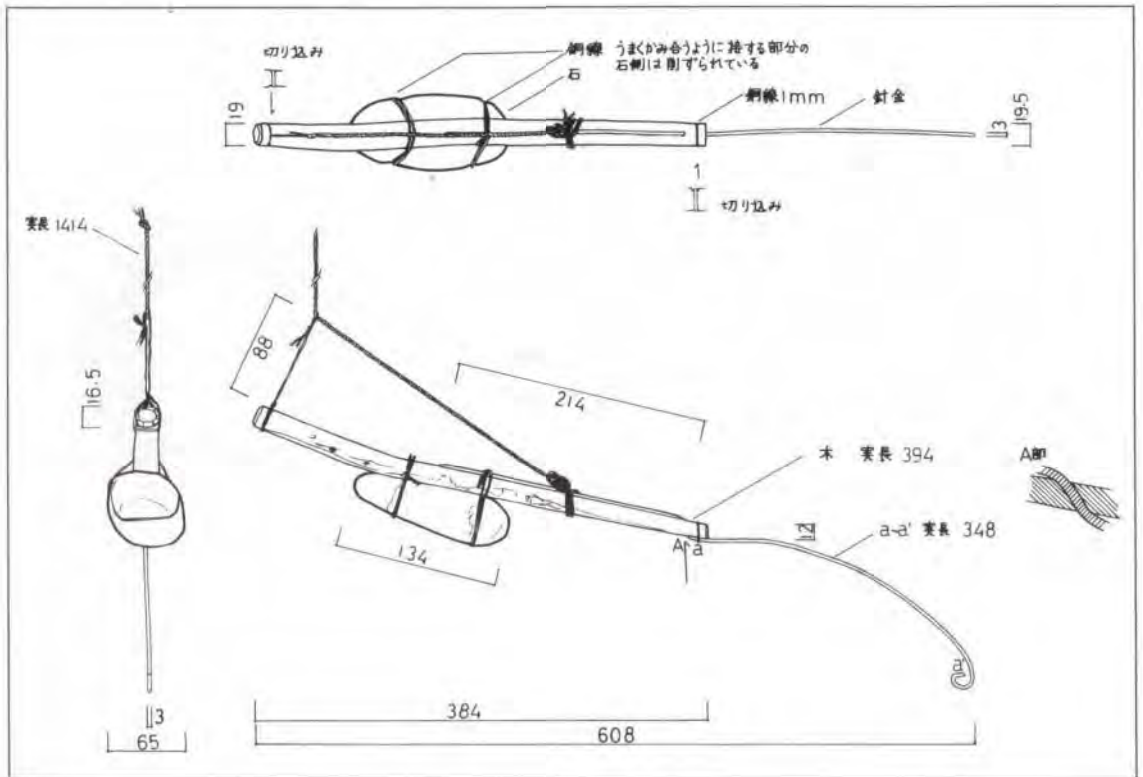 切り込み
銅線 うまくかみ合うように接する部分の
石側は削ずられている
石
銅線1mm
針金
19
3
19.5
1
切り込み
実長 1414
88
16.5
214
木 実長 394
A部
12
a-a' 実長 348
134
A
a
a'
384
3
65
608